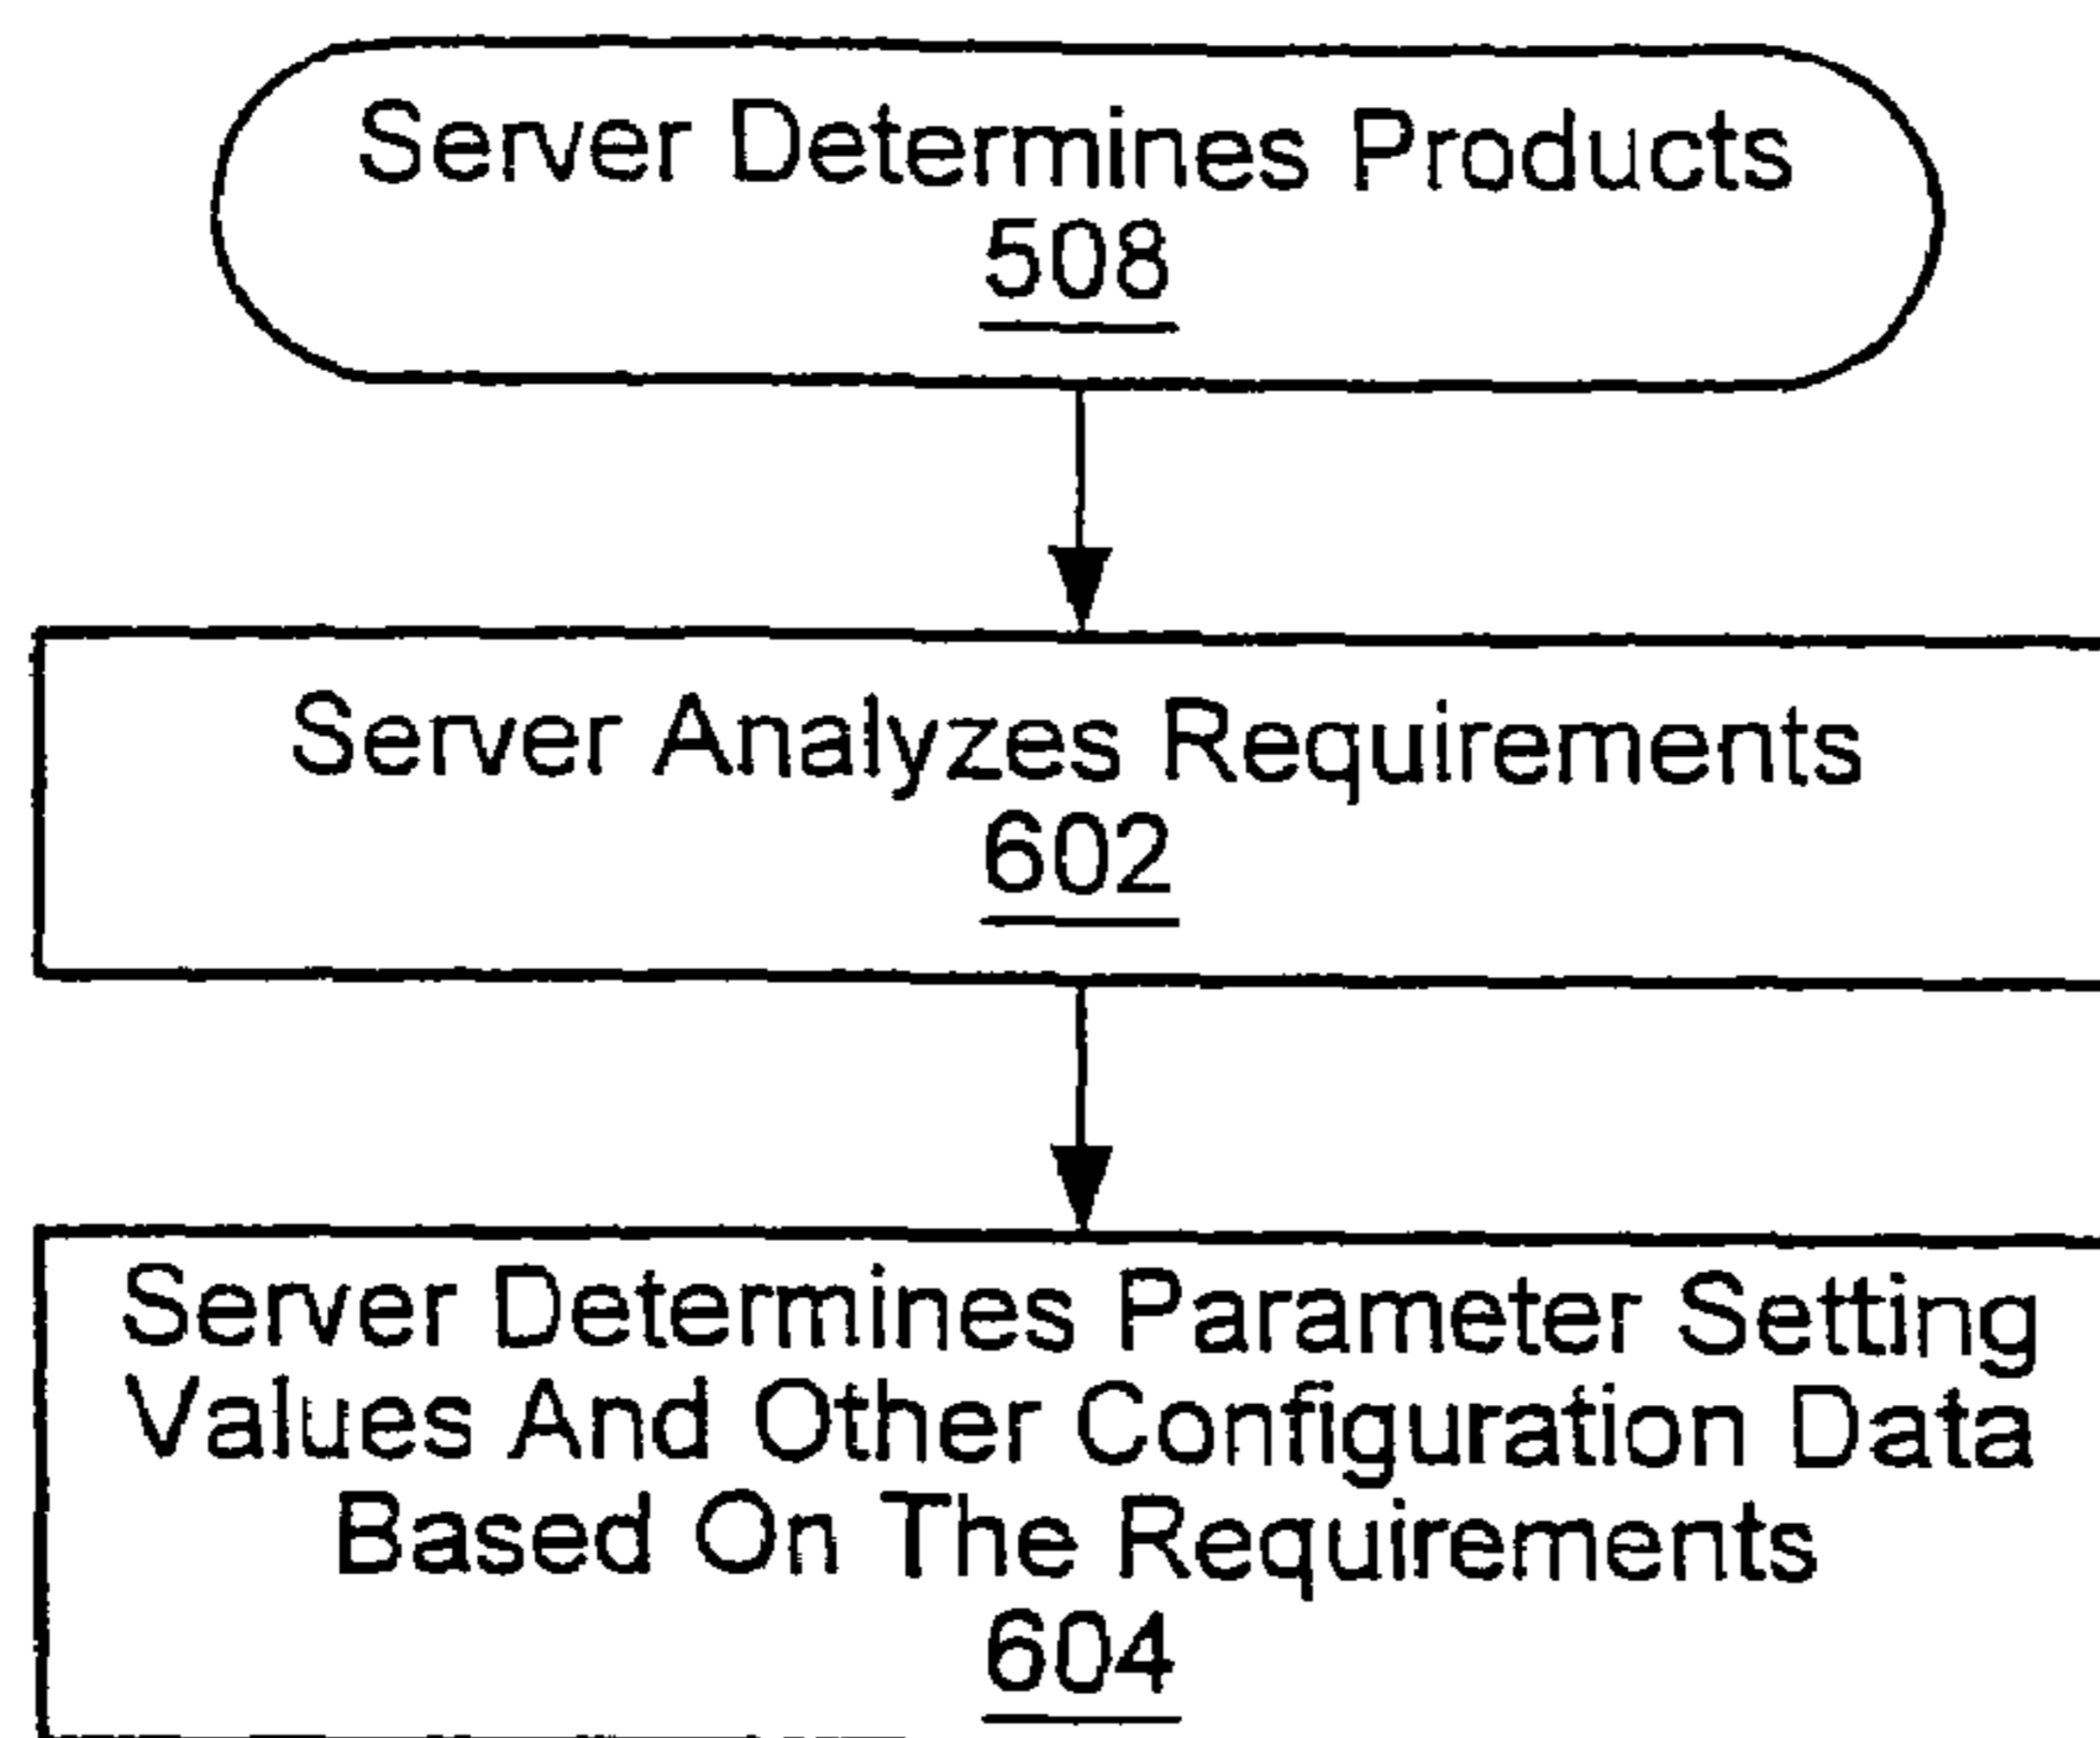 Server Determines Products
508
Server Analyzes Requirements
602
Server Determines Parameter Setting
Values And Other Configuration Data
Based On The Requirements
604